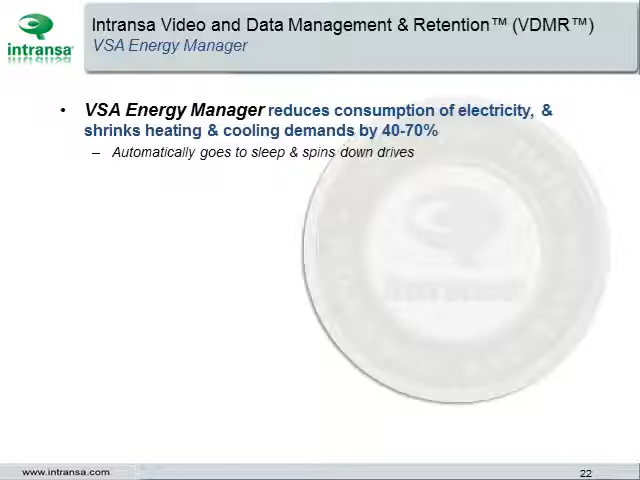 intransa
Intransa Video and Data Management & Retention™ (VDMR™)
VSA Energy Manager
• VSA Energy Manager reduces consumption of electricity, &
shrinks heating & cooling demands by 40-70%
– Automatically goes to sleep & spins down drives
www.intransa.com
22